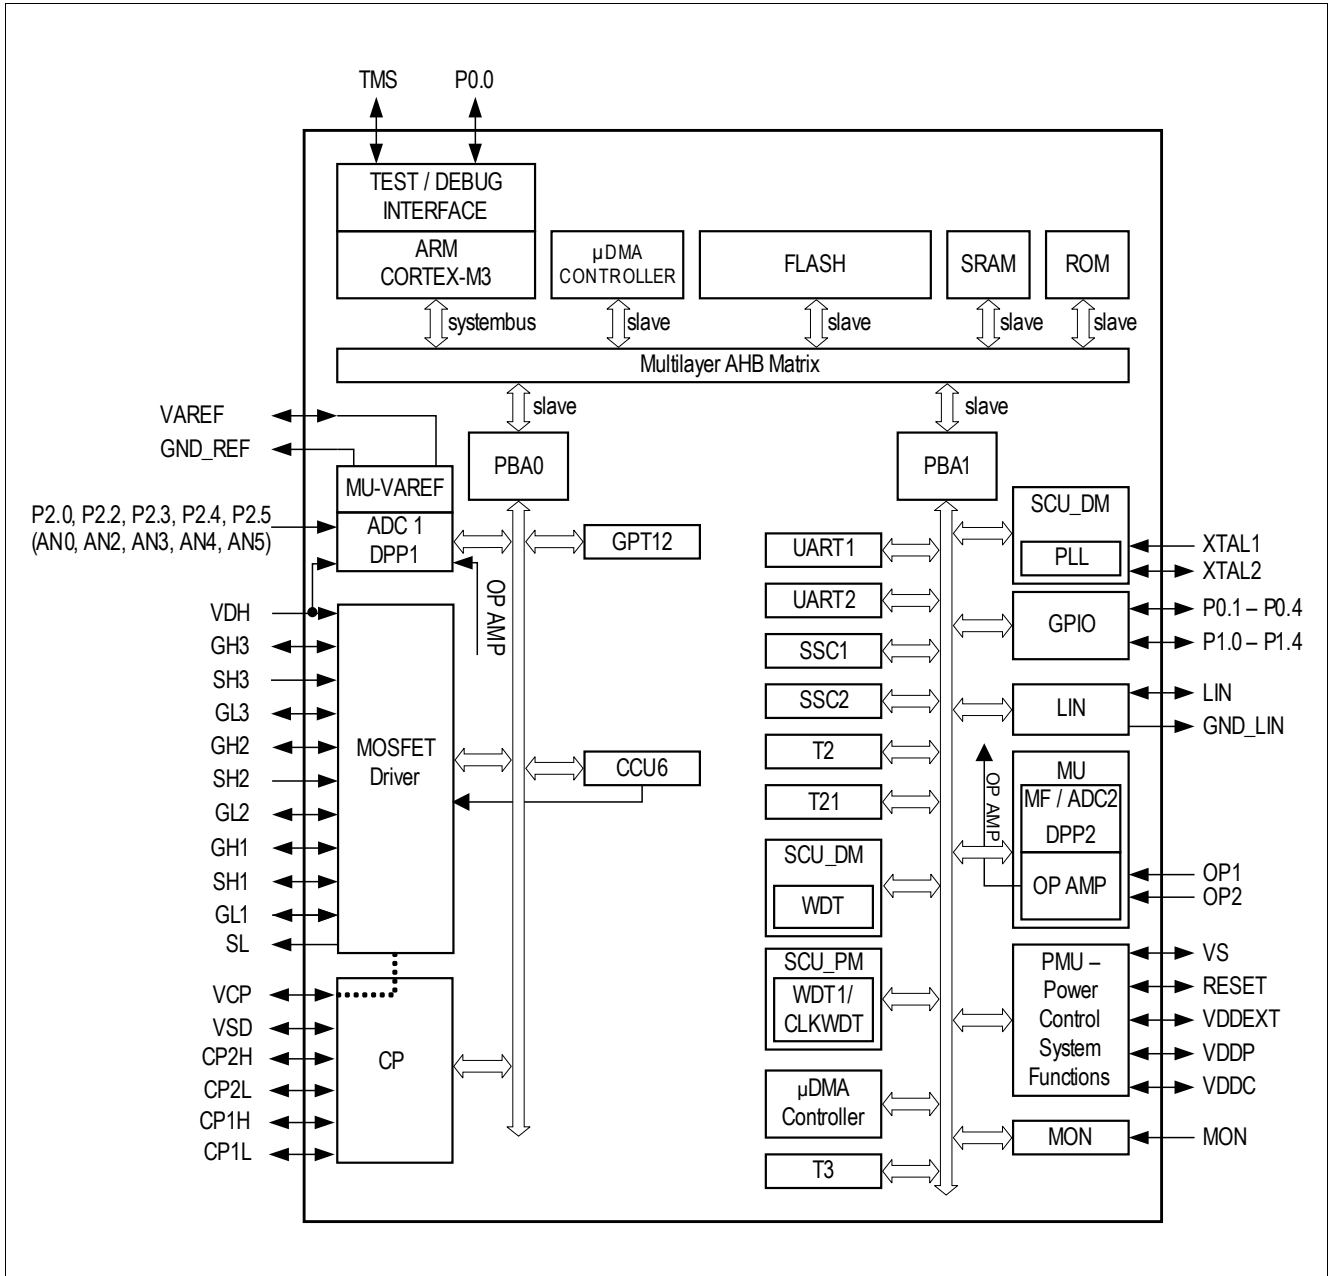 TMS
P0.0
TEST / DEBUG
INTERFACE
ARM
CORTEX-M3
µDMA
CONTROLLER
FLASH
SRAM
ROM
systembus
slave
slave
slave
slave
Multilayer AHB Matrix
slave
slave
VAREF
GND_REF
PBA0
PBA1
MU-VAREF
P2.0, P2.2, P2.3, P2.4, P2.5
(AN0, AN2, AN3, AN4, AN5)
ADC 1
DPP1
GPT12
OP AMP
UART1
UART2
SSC1
SSC2
T2
T21
SCU_DM
WDT
SCU_PM
WDT1/
CLKWDT
µDMA
Controller
T3
SCU_DM
PLL
XTAL1
XTAL2
GPIO
P0.1 – P0.4
P1.0 – P1.4
LIN
LIN
GND_LIN
OP AMP
MU
MF / ADC2
DPP2
OP AMP
OP1
OP2
PMU –
Power
Control
System
Functions
VS
RESET
VDDEXT
VDDP
VDDC
MON
MON
VDH
GH3
SH3
GL3
GH2
SH2
GL2
GH1
SH1
GL1
SL
MOSFET
Driver
CCU6
VCP
VSD
CP2H
CP2L
CP1H
CP1L
CP